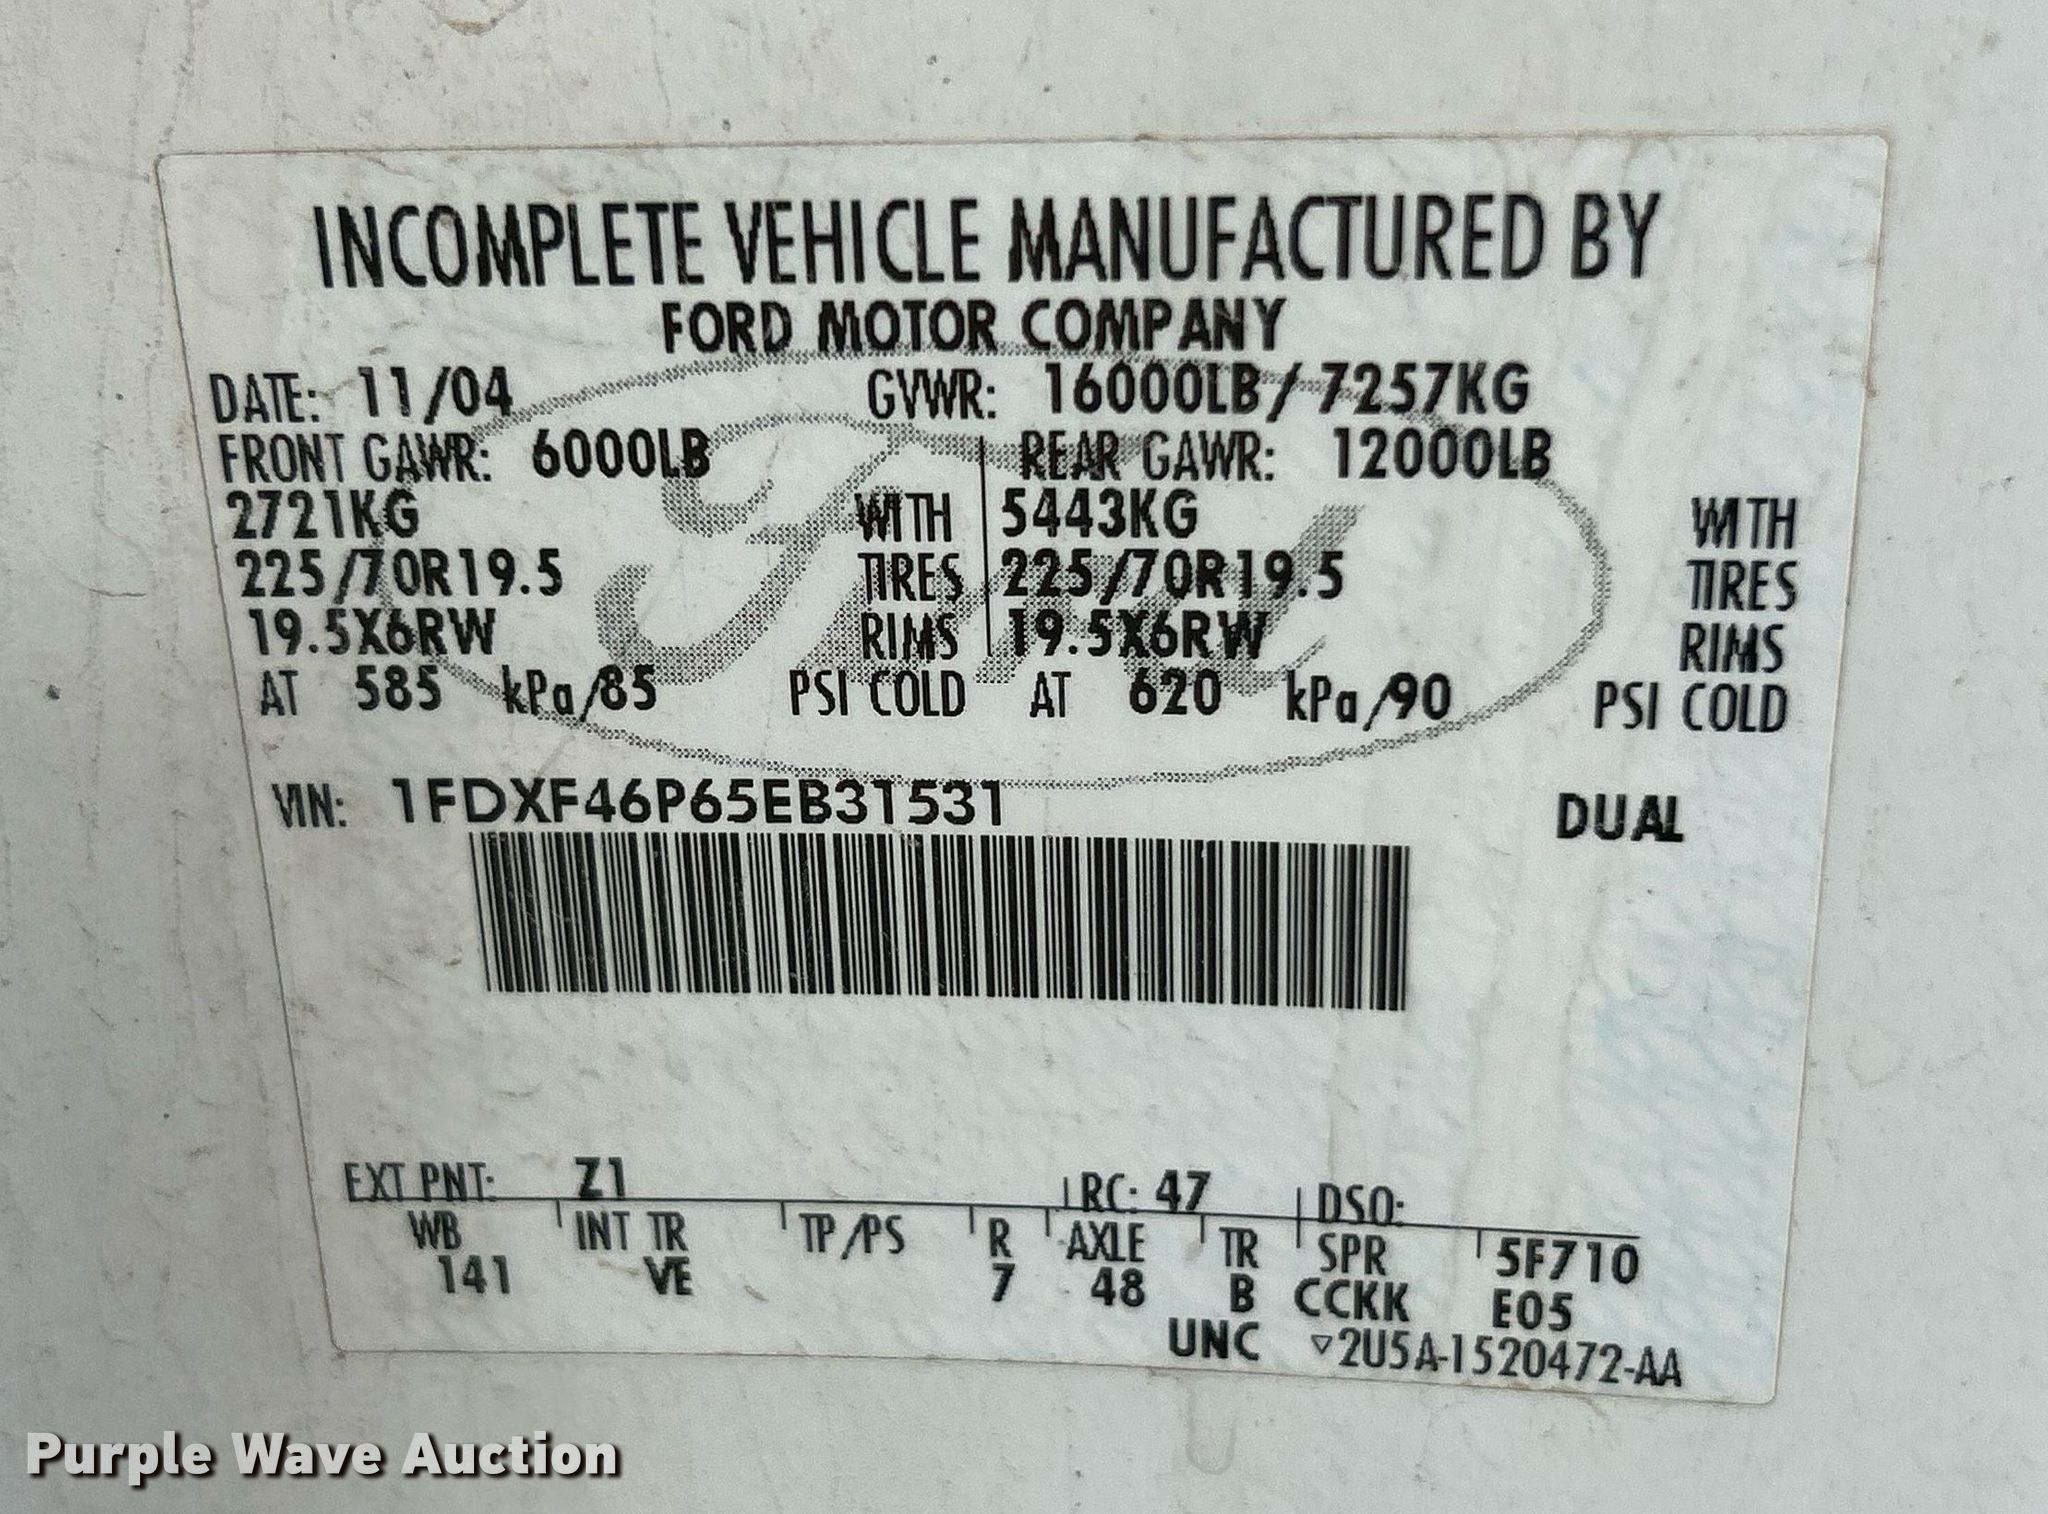 INCOMPLETE VEHICLE MANUFACTURED BY
FORD MOTOR COMPANY
DATE: 11/04 GVWR: 16000LB/7257KG
FRONT GAWR: 6000LB REAR GAWR: 12000LB
2721KG WITH 5443KG WITH
225/70R19.5 TIRES 225/70R19.5 TIRES
19.5X6RW RIMS 19.5X6RW RIMS
AT 585 kPa/85 PSI COLD AT 620 kPa/90 PSI COLD
VIN: 1FDXF46P65EB31531 DUAL
EXT PNT: Z1 RC: 47 DSO:
WB INT TR TP/PS R AXLE TR SPR 5F710
141 VE 7 48 B CCKK E05
UNC ▽2U5A-1520472-AA
Ford
Purple Wave Auction